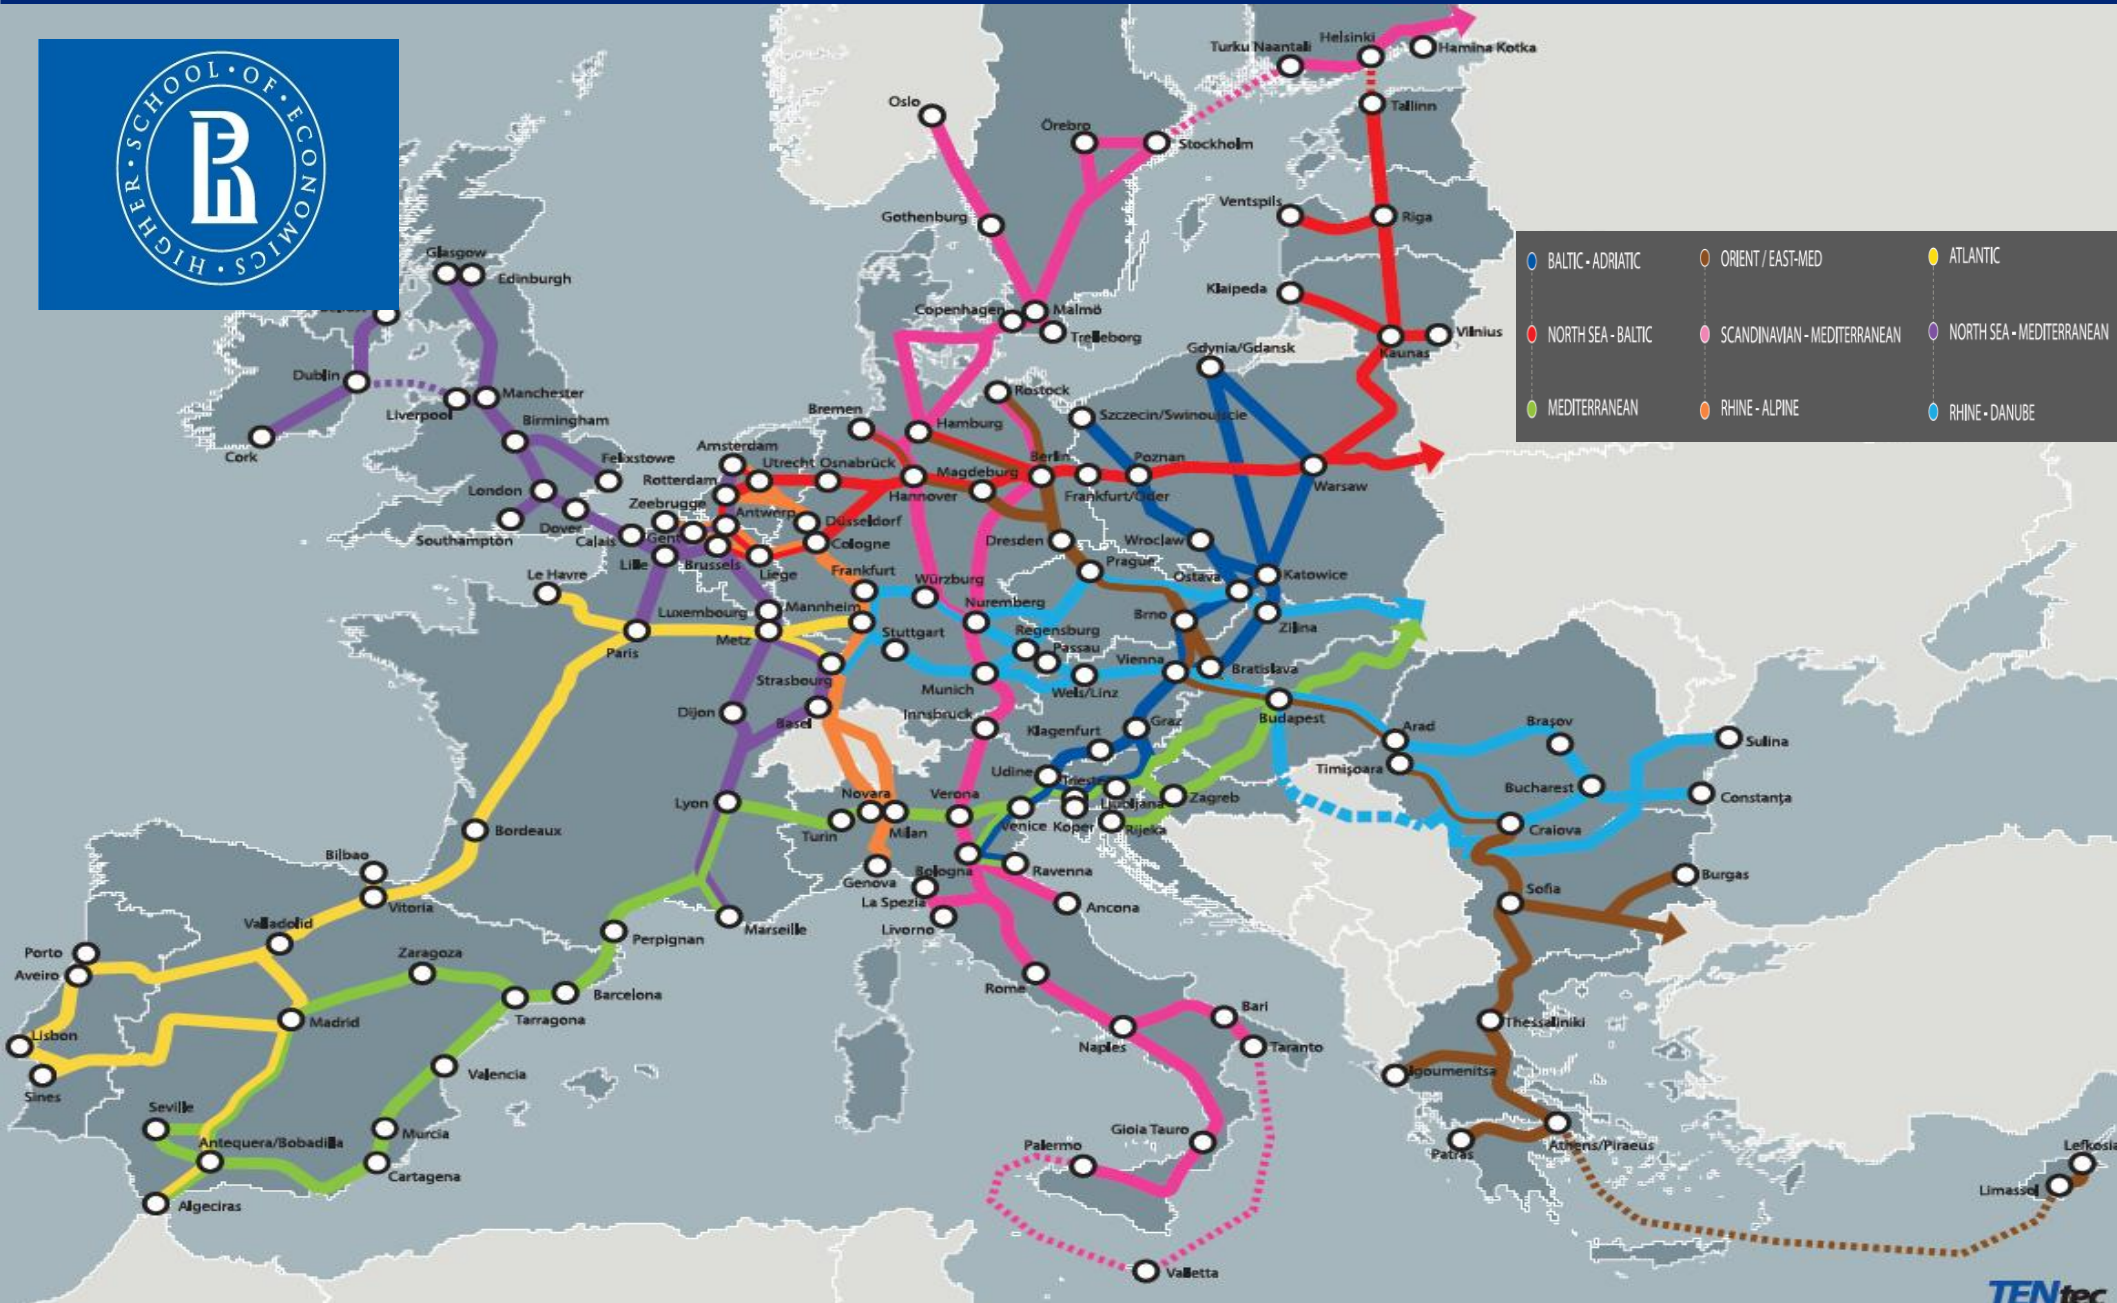 HIGHER · SCHOOL · OF · ECONOMICS ·
Helsinki
Turku Naantali
Hamina Kotka
Oslo
Tallinn
Örebro
Stockholm
Ventspils
Gothenburg
Riga
Glasgow
Edinburgh
BALTIC - ADRIATIC
ORIENT / EAST-MED
ATLANTIC
NORTH SEA - BALTIC
SCANDINAVIAN - MEDITERRANEAN
NORTH SEA - MEDITERRANEAN
MEDITERRANEAN
RHINE - ALPINE
RHINE - DANUBE
Klaipeda
Copenhagen
Malmö
Trelleborg
Vilnius
Kaunas
Gdynia/Gdansk
Dublin
Manchester
Liverpool
Rostock
Bremen
Szczecin/Swinoujscie
Birmingham
Hamburg
Cork
Amsterdam
Felixstowe
Utrecht
Osnabrück
Berlin
Poznan
Rotterdam
Magdeburg
London
Zeebrugge
Hannover
Frankfurt/Oder
Warsaw
Antwerp
Düsseldorf
Dover
Southampton
Calais
Gent
Cologne
Dresden
Wroclaw
Lille
Brussels
Liege
Frankfurt
Prague
Le Havre
Würzburg
Ostava
Katowice
Luxembourg
Mannheim
Nuremberg
Brno
Metz
Stuttgart
Regensburg
Zilina
Paris
Passau
Vienna
Bratislava
Strasbourg
Munich
Wels/Linz
Dijon
Basel
Innsbruck
Klagenfurt
Graz
Budapest
Arad
Braşov
Sulina
Udine
Trieste
Timişoara
Lyon
Novara
Verona
Ljubljana
Zagreb
Bucharest
Constanţa
Bordeaux
Turin
Milan
Venice
Koper
Rijeka
Craiova
Bilbao
Genova
Bologna
Ravenna
Burgas
Vitoria
La Spezia
Ancona
Sofia
Valladolid
Perpignan
Marseille
Livorno
Porto
Zaragoza
Aveiro
Rome
Barcelona
Bari
Madrid
Tarragona
Thessaliniki
Lisbon
Naples
Taranto
Valencia
Igoumenitsa
Sines
Seville
Murcia
Gioia Tauro
Antequera/Bobadilla
Palermo
Patras
Athens/Piraeus
Lefkosia
Cartagena
Limassol
Algeciras
Valletta
TENtec